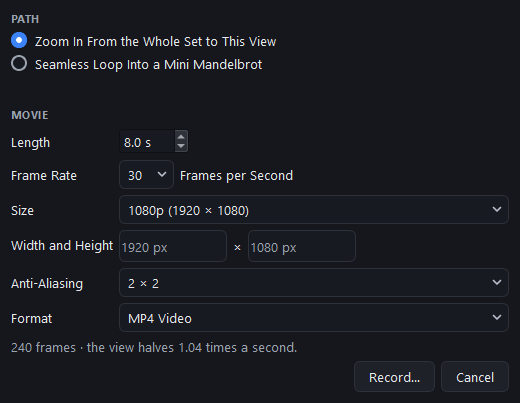 PATH
Zoom In From the Whole Set to This View
Seamless Loop Into a Mini Mandelbrot
MOVIE
Length 8.0 s
Frame Rate 30 Frames per Second
Size 1080p (1920 × 1080)
Width and Height 1920 px × 1080 px
Anti-Aliasing 2 × 2
Format MP4 Video
240 frames · the view halves 1.04 times a second.
Record... Cancel